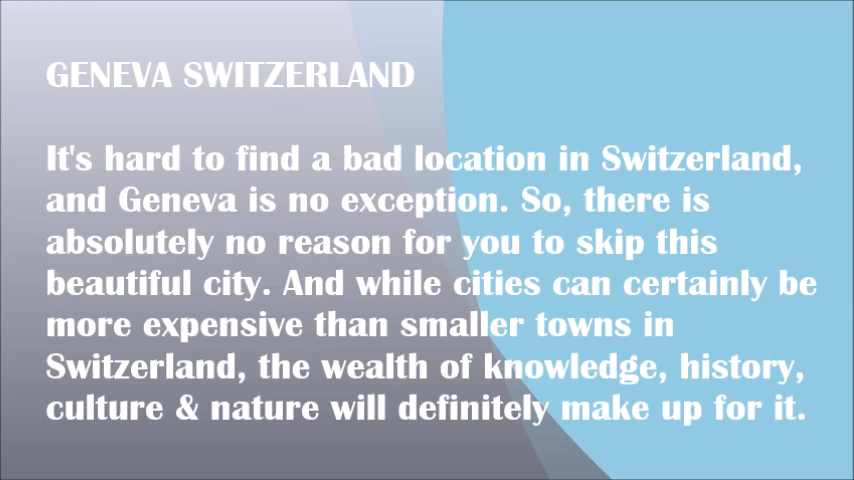 GENEVA SWITZERLAND
It's hard to find a bad location in Switzerland,
and Geneva is no exception. So, there is
absolutely no reason for you to skip this
beautiful city. And while cities can certainly be
more expensive than smaller towns in
Switzerland, the wealth of knowledge, history,
culture & nature will definitely make up for it.